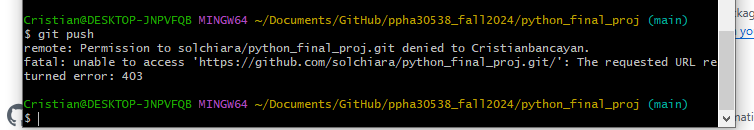 Cristian@DESKTOP-JNPVFQB MINGW64 ~/Documents/GitHub/ppha30538_fall2024/python_final_proj (main)
$ git push
remote: Permission to solchiara/python_final_proj.git denied to Cristianbancayan.
fatal: unable to access 'https://github.com/solchiara/python_final_proj.git/': The requested URL re
turned error: 403
Cristian@DESKTOP-JNPVFQB MINGW64 ~/Documents/GitHub/ppha30538_fall2024/python_final_proj (main)
$